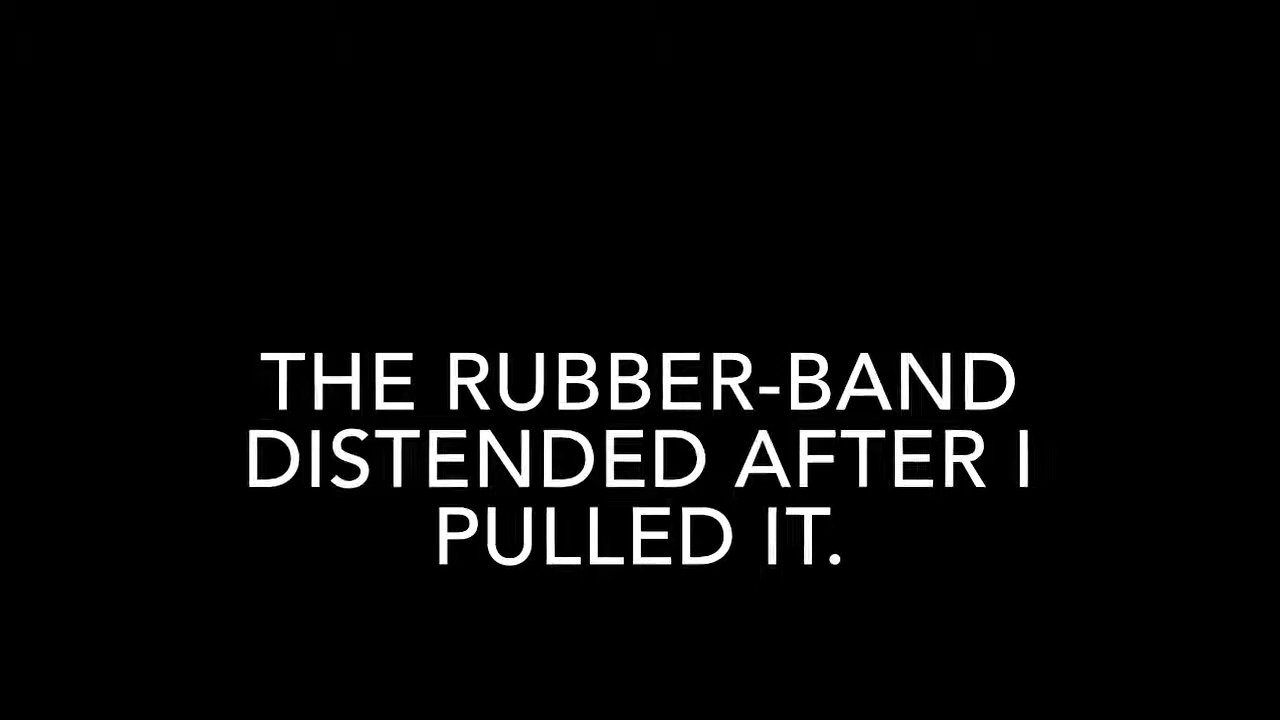 THE RUBBER-BAND
DISTENDED AFTER I
PULLED IT.